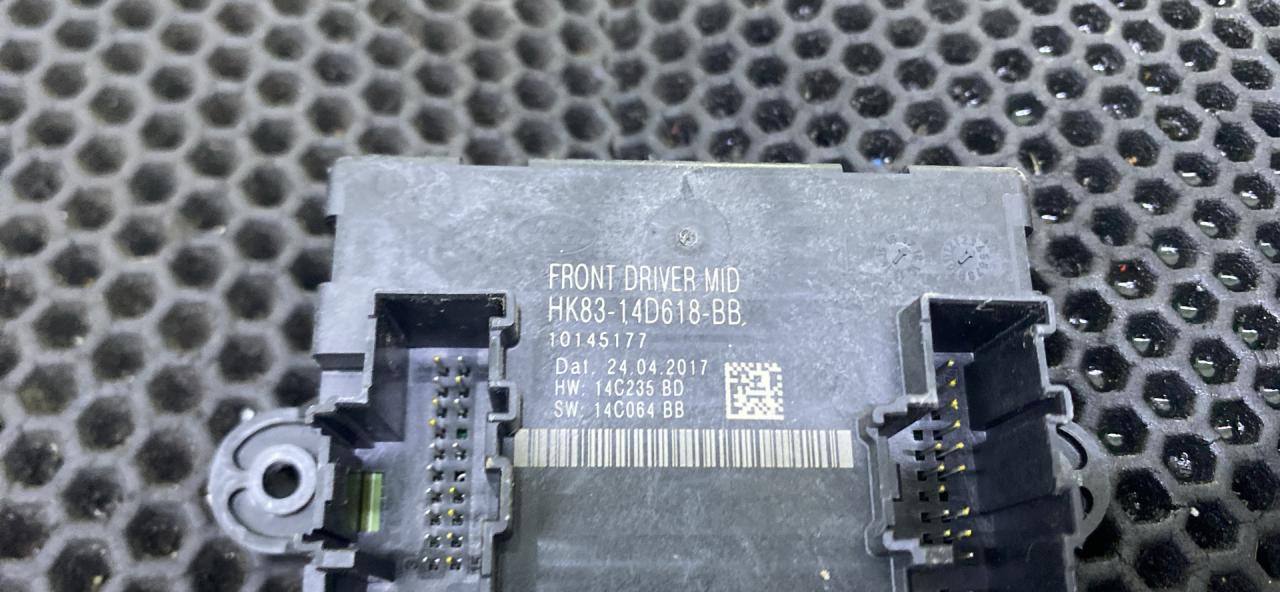 FRONT DRIVER MID
HK83-14D618-BB
10145177
Dat. 24.04.2017
HW: 14C235 BD
SW: 14C064 BB